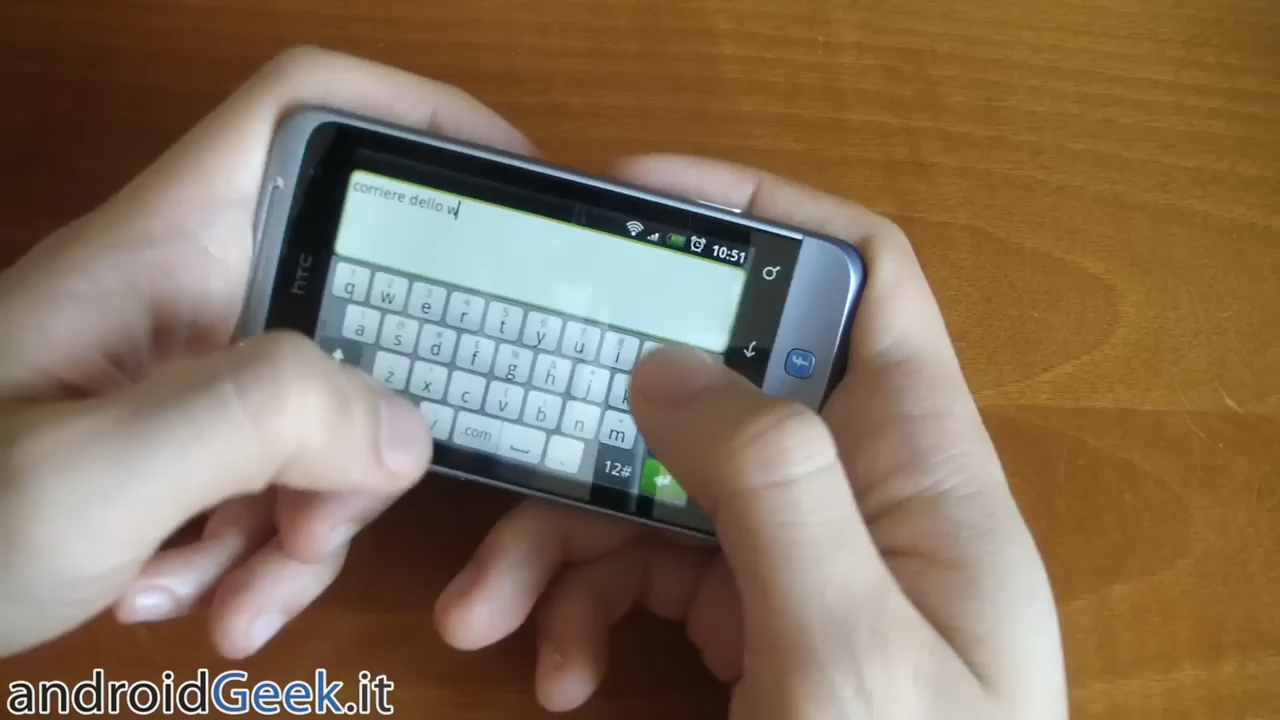 corriere dello w
10:51
hTC
q w e r t y u i
a s d f g h j k
z x c v b n m
/ .com . 12#
androidGeek.it